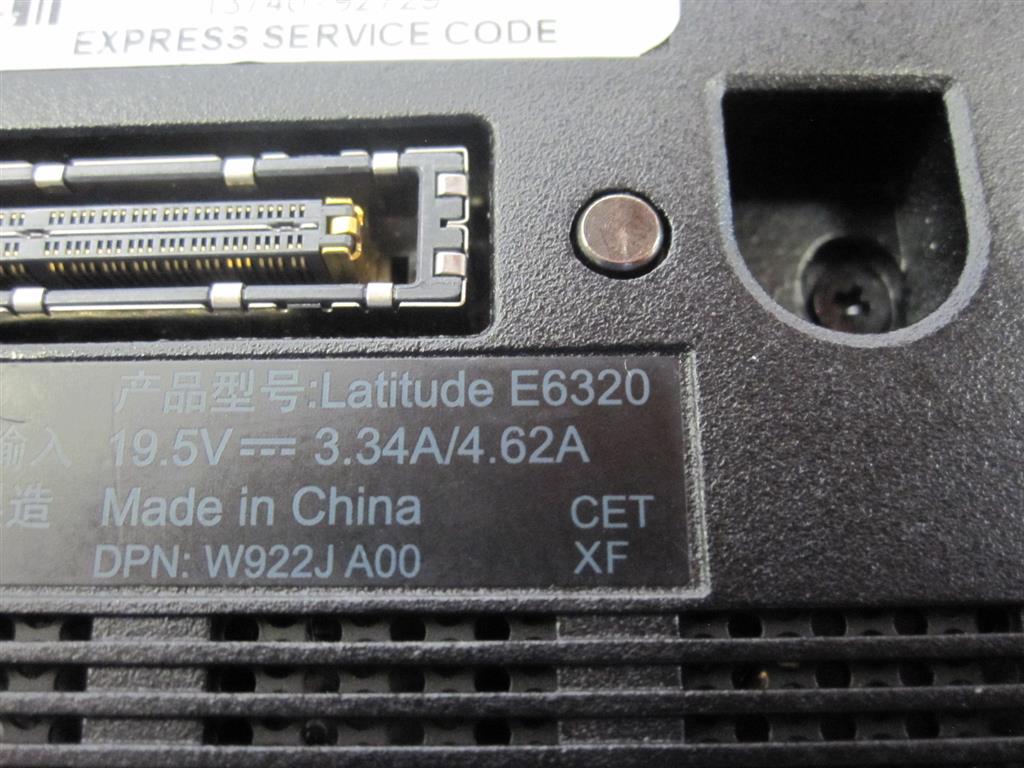 EXPRESS SERVICE CODE
产品型号:Latitude E6320
输入 19.5V⎓ 3.34A/4.62A
造 Made in China CET
DPN: W922J A00 XF